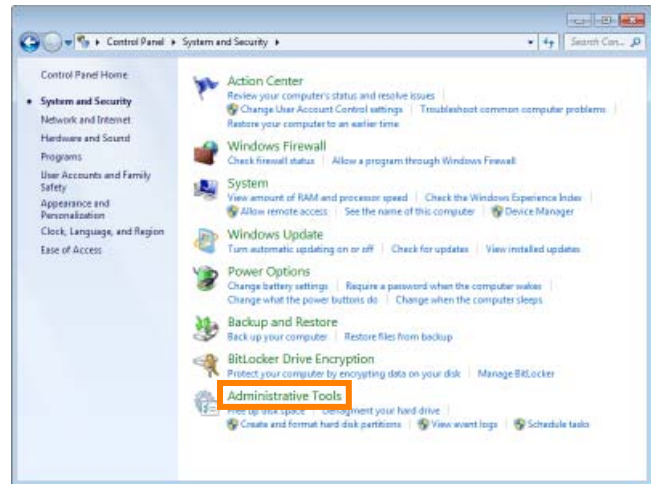 Control Panel ▸ System and Security ▸
Search Con...
Control Panel Home
System and Security
Network and Internet
Hardware and Sound
Programs
User Accounts and Family
Safety
Appearance and
Personalization
Clock, Language, and Region
Ease of Access
Action Center
Review your computer's status and resolve issues
Change User Account Control settings | Troubleshoot common computer problems |
Restore your computer to an earlier time
Windows Firewall
Check firewall status | Allow a program through Windows Firewall
System
View amount of RAM and processor speed | Check the Windows Experience Index |
Allow remote access | See the name of this computer | Device Manager
Windows Update
Turn automatic updating on or off | Check for updates | View installed updates
Power Options
Change battery settings | Require a password when the computer wakes |
Change what the power buttons do | Change when the computer sleeps
Backup and Restore
Back up your computer | Restore files from backup
BitLocker Drive Encryption
Protect your computer by encrypting data on your disk | Manage BitLocker
Administrative Tools
Free up disk space | Defragment your hard drive |
Create and format hard disk partitions | View event logs | Schedule tasks